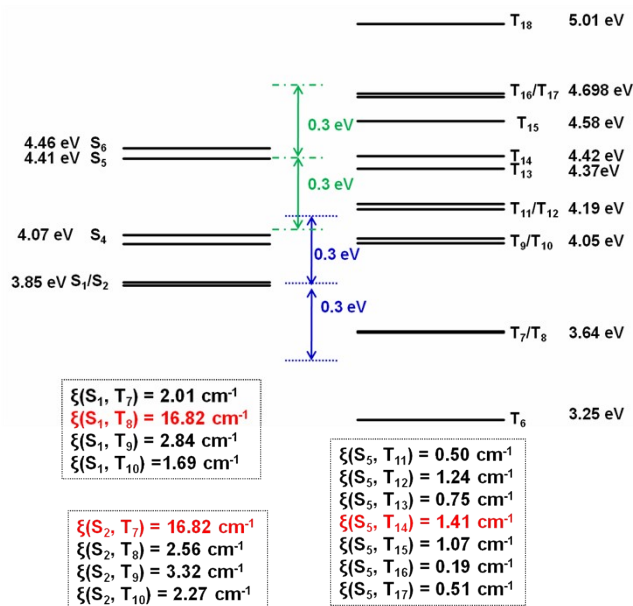 T18 5.01 eV
T16/T17 4.698 eV
0.3 eV
T15 4.58 eV
4.46 eV S6
4.41 eV S5
T14 4.42 eV
T13 4.37eV
0.3 eV
T11/T12 4.19 eV
4.07 eV S4
T9/T10 4.05 eV
0.3 eV
3.85 eV S1/S2
0.3 eV
T7/T8 3.64 eV
T6 3.25 eV
ξ(S1, T7) = 2.01 cm-1
ξ(S1, T8) = 16.82 cm-1
ξ(S1, T9) = 2.84 cm-1
ξ(S1, T10) =1.69 cm-1
ξ(S2, T7) = 16.82 cm-1
ξ(S2, T8) = 2.56 cm-1
ξ(S2, T9) = 3.32 cm-1
ξ(S2, T10) = 2.27 cm-1
ξ(S5, T11) = 0.50 cm-1
ξ(S5, T12) = 1.24 cm-1
ξ(S5, T13) = 0.75 cm-1
ξ(S5, T14) = 1.41 cm-1
ξ(S5, T15) = 1.07 cm-1
ξ(S5, T16) = 0.19 cm-1
ξ(S5, T17) = 0.51 cm-1